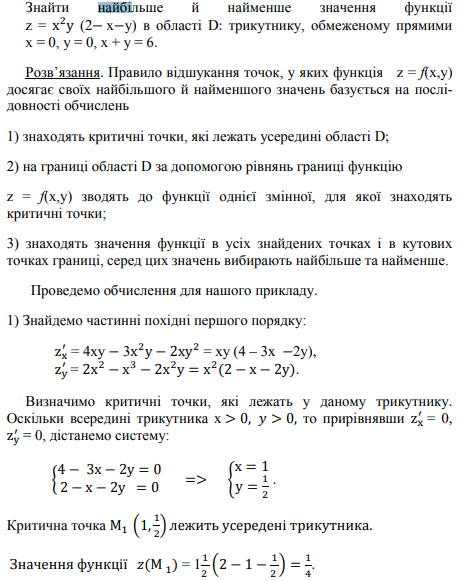 Знайти найбільше й найменше значення функції
z = x²y (2− x−y) в області D: трикутнику, обмеженому прямими
x = 0, y = 0, x + y = 6.
Розв’язання. Правило відшукання точок, у яких функція z = f(x,y)
досягає своїх найбільшого й найменшого значень базується на послі-
довності обчислень
1) знаходять критичні точки, які лежать усередині області D;
2) на границі області D за допомогою рівнянь границі функцію
z = f(x,y) зводять до функції однієї змінної, для якої знаходять
критичні точки;
3) знаходять значення функції в усіх знайдених точках і в кутових
точках границі, серед цих значень вибирають найбільше та найменше.
Проведемо обчислення для нашого прикладу.
1) Знайдемо частинні похідні першого порядку:
z′ₓ = 4xy − 3x²y − 2xy² = xy (4 – 3x −2y),
z′y = 2x² − x³ − 2x²y = x²(2 − x − 2y).
Визначимо критичні точки, які лежать у даному трикутнику.
Оскільки всередині трикутника x > 0, y > 0, то прирівнявши z′ₓ = 0,
z′y = 0, дістанемо систему:
{4 − 3x − 2y = 0 {x = 1
{2 − x − 2y = 0 => {y = 1/2 .
Критична точка M₁ (1, 1/2) лежить усередені трикутника.
Значення функції z(M ₁) = 1 1/2 (2 − 1 − 1/2) = 1/4.